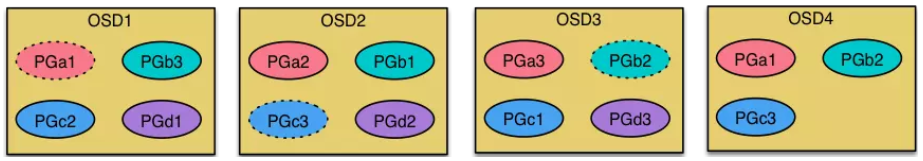 OSD1
PGa1 PGb3
PGc2 PGd1
OSD2
PGa2 PGb1
PGc3 PGd2
OSD3
PGa3 PGb2
PGc1 PGd3
OSD4
PGa1 PGb2
PGc3